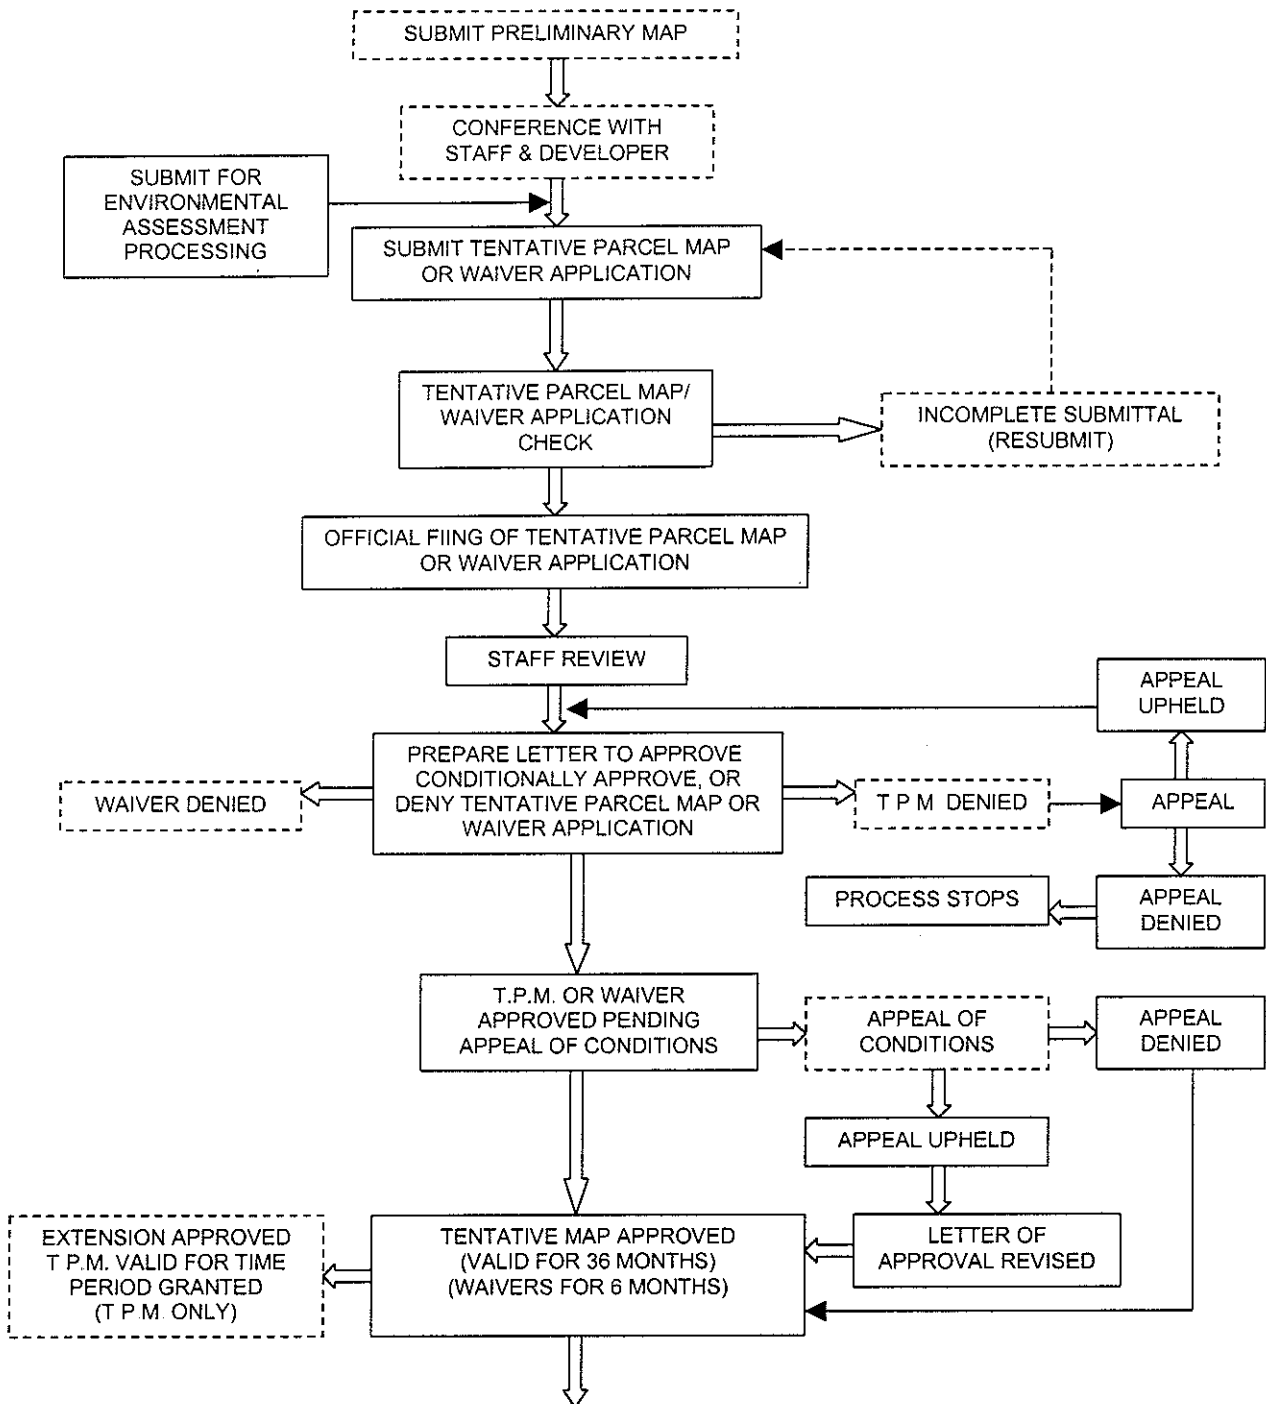 SUBMIT PRELIMINARY MAP
CONFERENCE WITH
STAFF & DEVELOPER
SUBMIT FOR
ENVIRONMENTAL
ASSESSMENT
PROCESSING
SUBMIT TENTATIVE PARCEL MAP
OR WAIVER APPLICATION
TENTATIVE PARCEL MAP/
WAIVER APPLICATION
CHECK
INCOMPLETE SUBMITTAL
(RESUBMIT)
OFFICIAL FIING OF TENTATIVE PARCEL MAP
OR WAIVER APPLICATION
STAFF REVIEW
APPEAL
UPHELD
PREPARE LETTER TO APPROVE
CONDITIONALLY APPROVE, OR
DENY TENTATIVE PARCEL MAP OR
WAIVER APPLICATION
WAIVER DENIED
T P M DENIED
APPEAL
PROCESS STOPS
APPEAL
DENIED
T.P.M. OR WAIVER
APPROVED PENDING
APPEAL OF CONDITIONS
APPEAL OF
CONDITIONS
APPEAL
DENIED
APPEAL UPHELD
EXTENSION APPROVED
T P.M. VALID FOR TIME
PERIOD GRANTED
(T P.M. ONLY)
TENTATIVE MAP APPROVED
(VALID FOR 36 MONTHS)
(WAIVERS FOR 6 MONTHS)
LETTER OF
APPROVAL REVISED